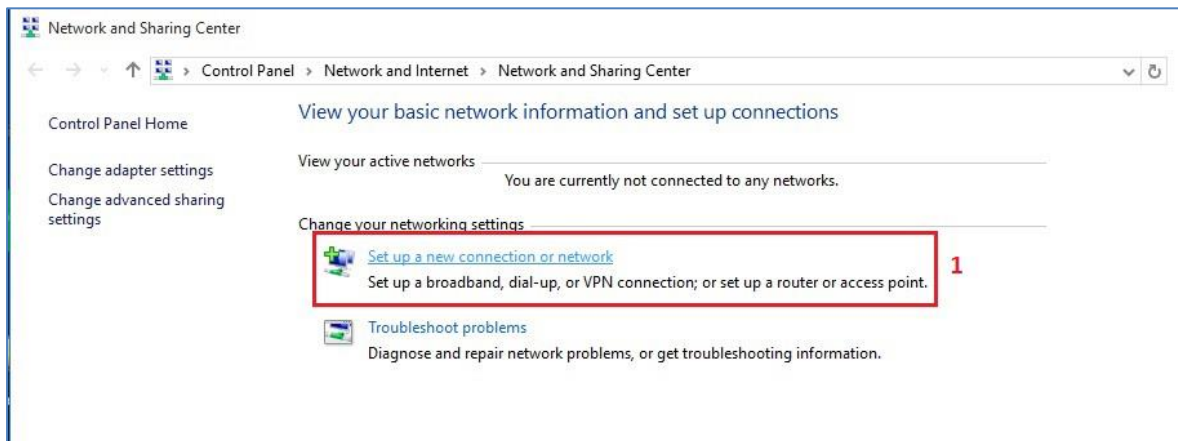 Network and Sharing Center
Control Panel > Network and Internet > Network and Sharing Center
Control Panel Home
Change adapter settings
Change advanced sharing
settings
View your basic network information and set up connections
View your active networks
You are currently not connected to any networks.
Change your networking settings
Set up a new connection or network
Set up a broadband, dial-up, or VPN connection; or set up a router or access point.
1
Troubleshoot problems
Diagnose and repair network problems, or get troubleshooting information.